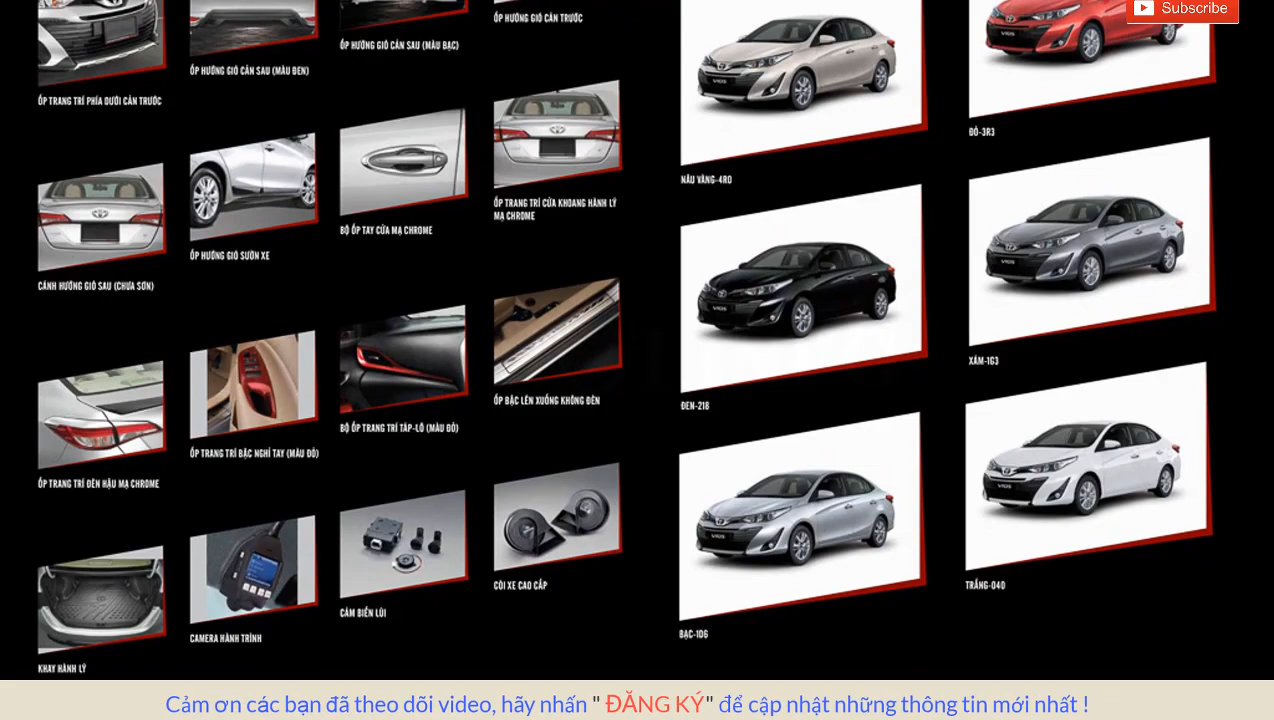 Subscribe
ỐP HƯỚNG GIÓ CẢN TRƯỚC
ỐP HƯỚNG GIÓ CẢN SAU (MÀU BẠC)
ỐP HƯỚNG GIÓ CẢN SAU (MÀU ĐEN)
ỐP TRANG TRÍ PHÍA DƯỚI CẢN TRƯỚC
ĐỎ-3R3
NÂU VÀNG-4R0
ỐP TRANG TRÍ CỬA KHOANG HÀNH LÝ
MẠ CHROME
BỘ ỐP TAY CỬA MẠ CHROME
ỐP HƯỚNG GIÓ SƯỜN XE
CÁNH HƯỚNG GIÓ SAU (CHƯA SƠN)
XÁM-1G3
ĐEN-218
ỐP BẬC LÊN XUỐNG KHÔNG ĐÈN
BỘ ỐP TRANG TRÍ TÁP-LÔ (MÀU ĐỎ)
ỐP TRANG TRÍ BẬC NGHỈ TAY (MÀU ĐỎ)
ỐP TRANG TRÍ ĐÈN HẬU MẠ CHROME
CÒI XE CAO CẤP
TRẮNG-040
CẢM BIẾN LÙI
BẠC-1D6
CAMERA HÀNH TRÌNH
KHAY HÀNH LÝ
Cảm ơn các bạn đã theo dõi video, hãy nhấn " ĐĂNG KÝ" để cập nhật những thông tin mới nhất !